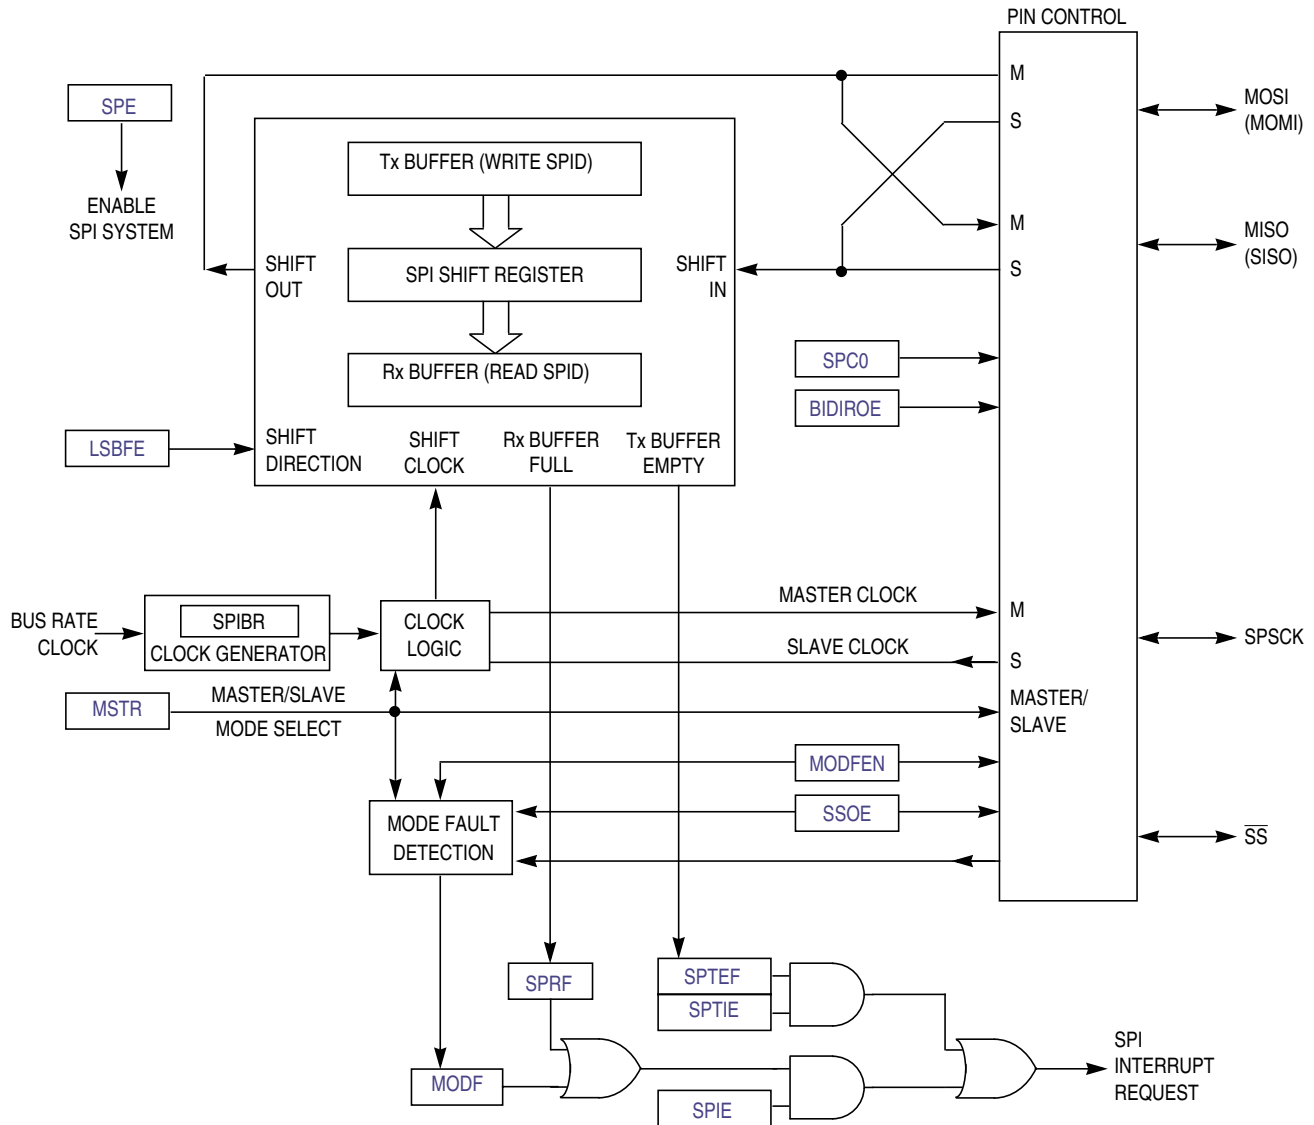 PIN CONTROL
M
SPE
MOSI
(MOMI)
S
Tx BUFFER (WRITE SPID)
ENABLE
SPI SYSTEM
M
MISO
(SISO)
SHIFT
OUT
SPI SHIFT REGISTER
SHIFT
IN
S
SPC0
Rx BUFFER (READ SPID)
BIDIROE
LSBFE
SHIFT
DIRECTION
SHIFT
CLOCK
Rx BUFFER
FULL
Tx BUFFER
EMPTY
MASTER CLOCK
M
BUS RATE
CLOCK
SPIBR
CLOCK GENERATOR
CLOCK
LOGIC
SPSCK
SLAVE CLOCK
S
MSTR
MASTER/SLAVE
MODE SELECT
MASTER/
SLAVE
MODFEN
SSOE
MODE FAULT
DETECTION
SS
SPRF
SPTEF
SPTIE
SPI
INTERRUPT
REQUEST
MODF
SPIE